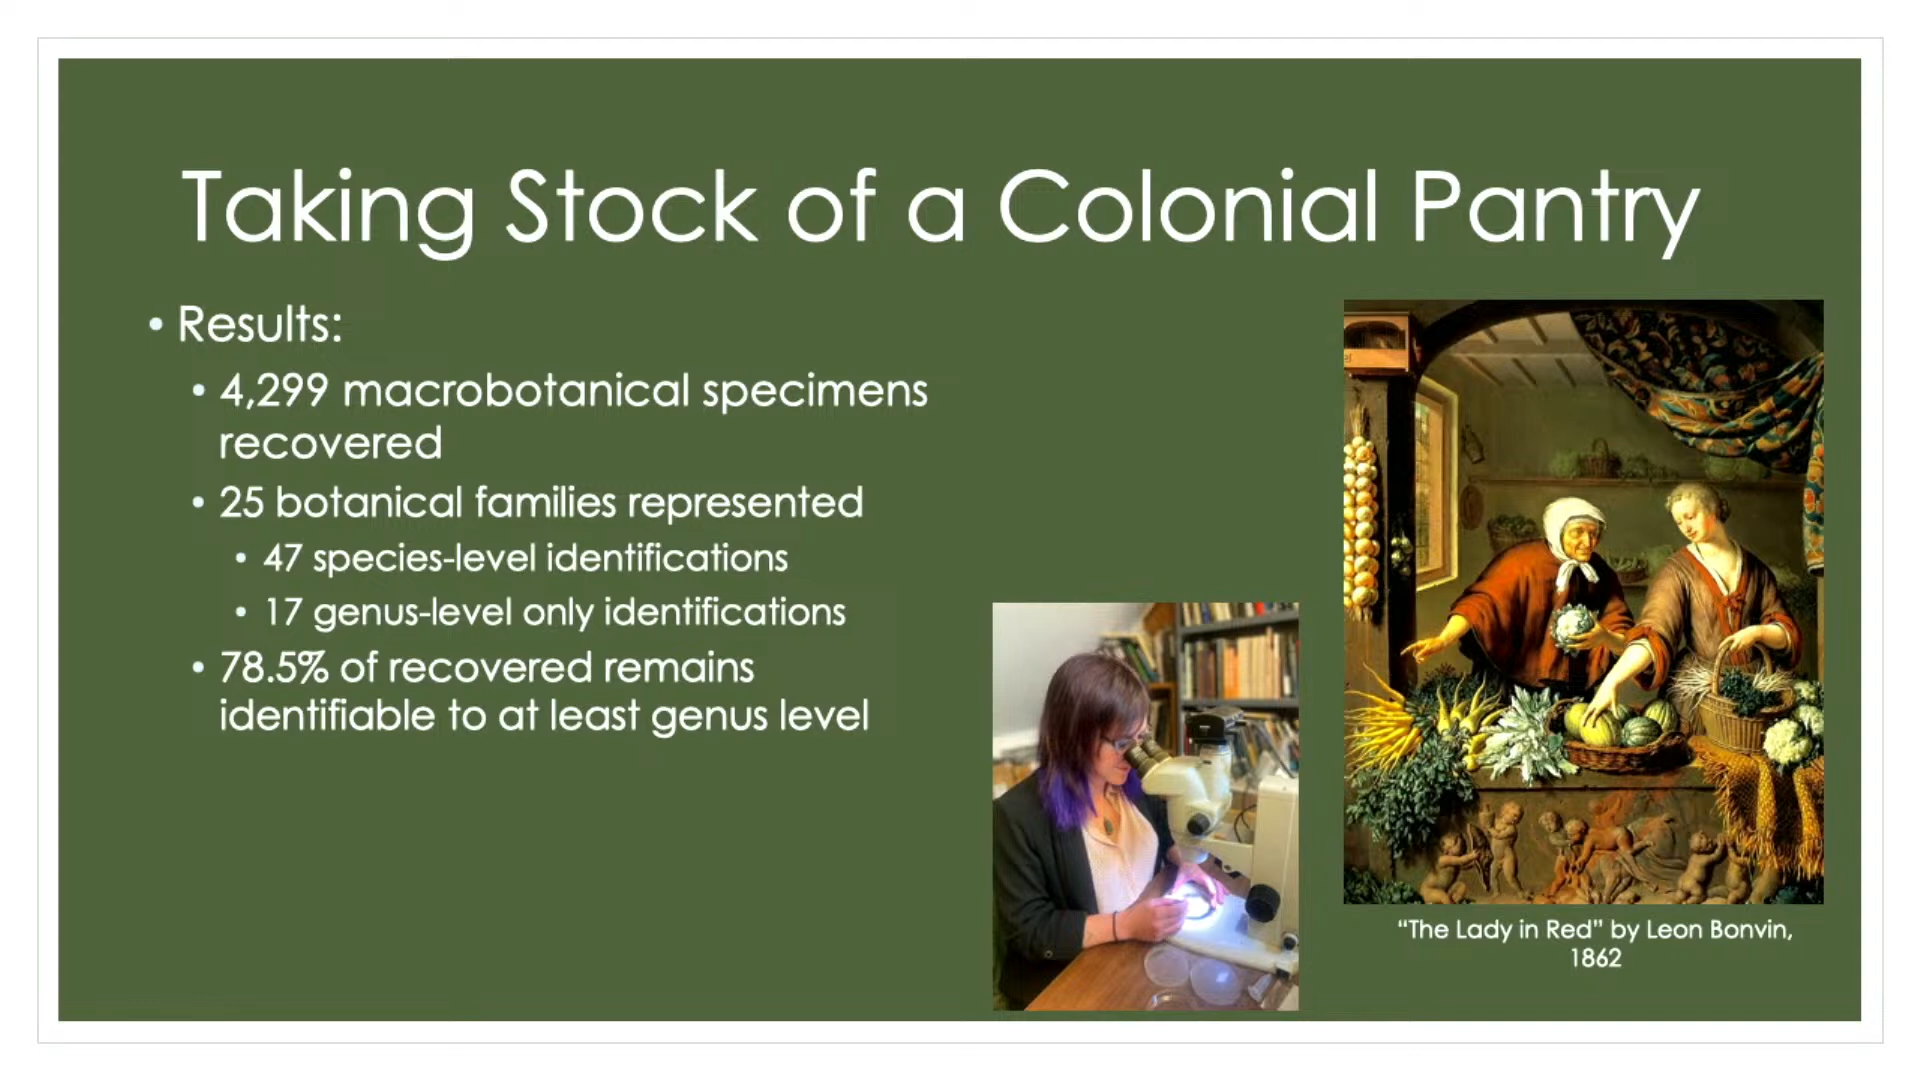 Taking Stock of a Colonial Pantry
• Results:
• 4,299 macrobotanical specimens
recovered
• 25 botanical families represented
• 47 species-level identifications
• 17 genus-level only identifications
• 78.5% of recovered remains
identifiable to at least genus level
“The Lady in Red” by Leon Bonvin,
1862